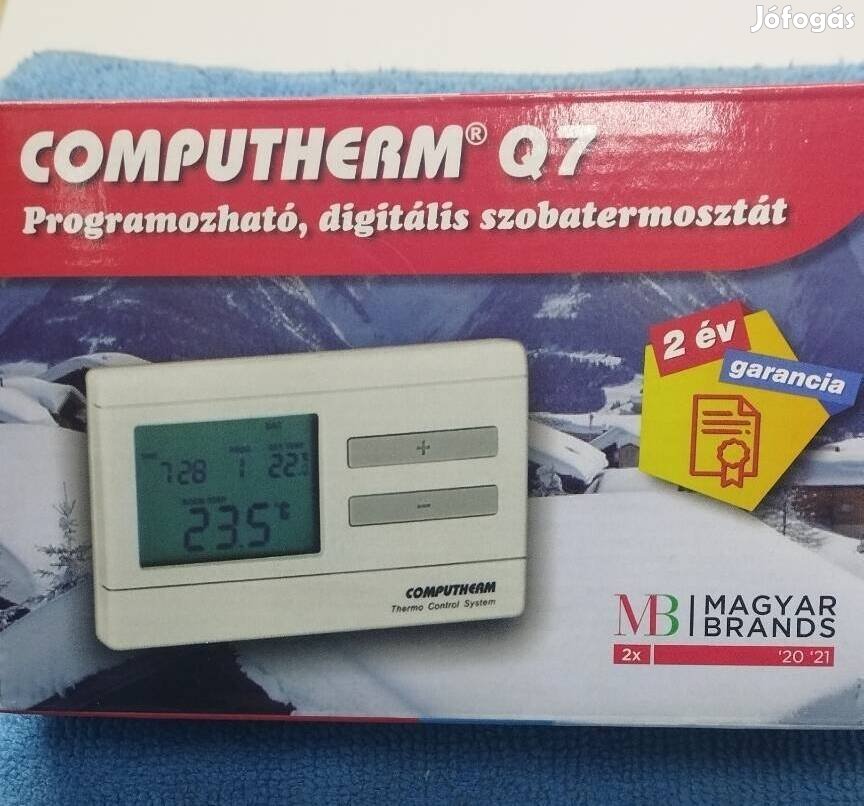 Jófogás
COMPUTHERM® Q7
Programozható, digitális szobatermosztát
2 év
garancia
7 28 1 22.
23.5 °C
+
−
COMPUTHERM
Thermo Control System
MB | MAGYAR
BRANDS
2x '20 '21